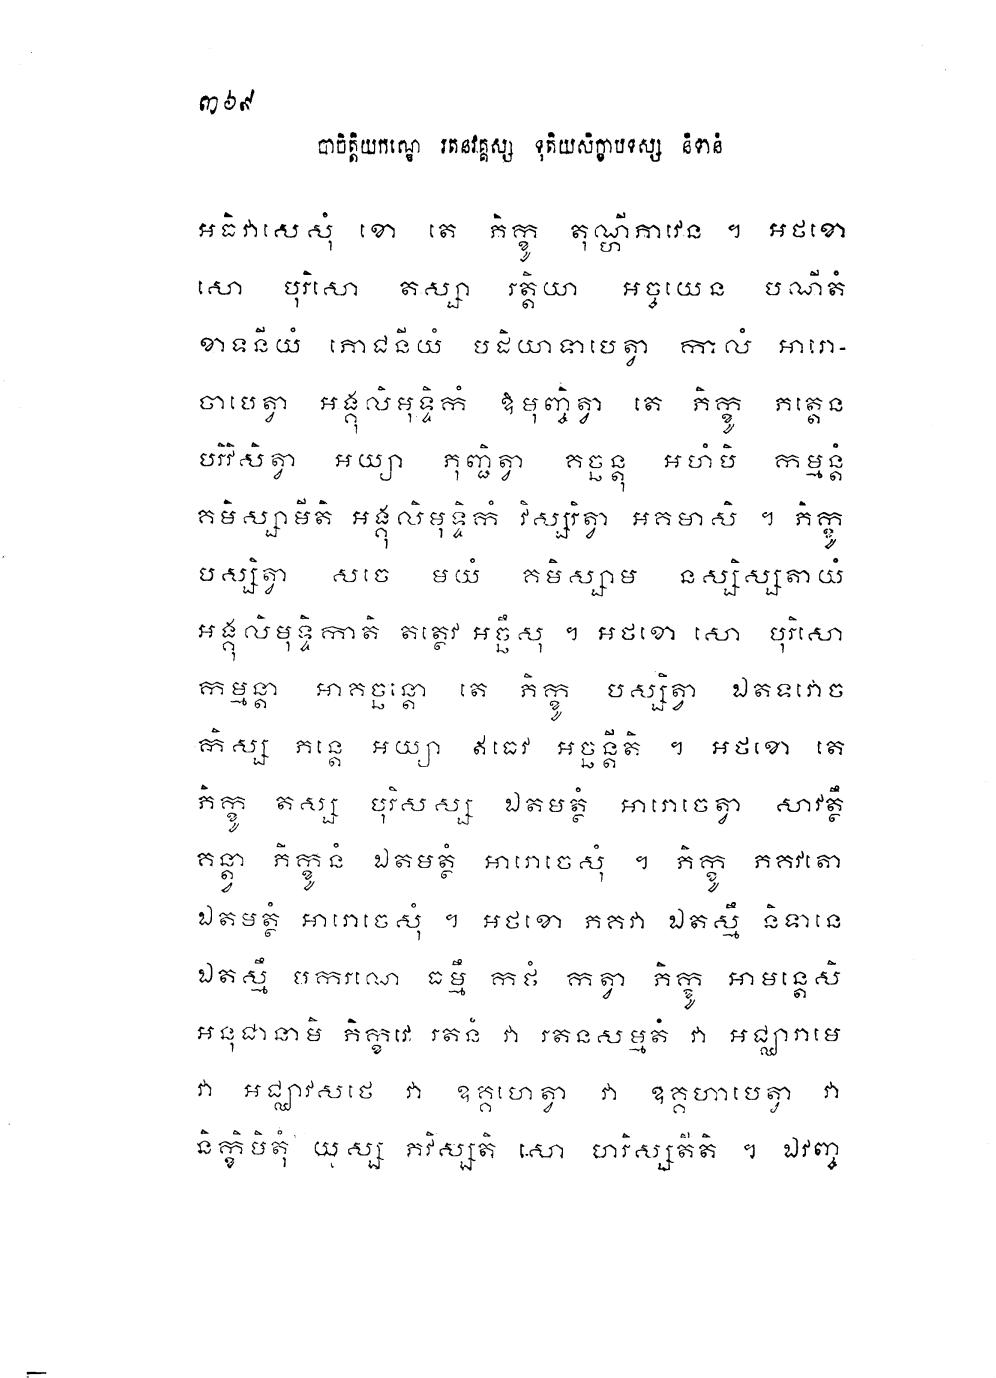 ៣៦៩
បាចិត្តិយកណ្ឌេ រតនវគ្គស្ស ទុតិយសិក្ខាបទស្ស និទានំ
អធិវាសេសុំ ខោ តេ ភិក្ខូ តុណ្ហីភាវេន ។ អថខោ
សោ បុរិសោ តស្សា រត្តិយា អច្ចយេន បណីតំ
ខាទនីយំ ភោជនីយំ បដិយាទាបេត្វា កាលំ អារោ-
ចាបេត្វា អង្គុលិមុទ្ទិកំ ឱមុញ្ចិត្វា តេ ភិក្ខូ ភត្តេន
បរិវិសិត្វា អយ្យា ភុញ្ជិត្វា គច្ឆន្តុ អហំបិ កម្មន្តំ
គមិស្សាមីតិ អង្គុលិមុទ្ទិកំ វិស្សរិត្វា អគមាសិ ។ ភិក្ខូ
បស្សិត្វា សចេ មយំ គមិស្សាម នស្សិស្សតាយំ
អង្គុលិមុទ្ទិកាតិ តត្ថេវ អច្ឆឹសុ ។ អថខោ សោ បុរិសោ
កម្មន្តា អាគច្ឆន្តោ តេ ភិក្ខូ បស្សិត្វា ឯតទវោច
កិស្ស ភន្តេ អយ្យា ឥធេវ អច្ឆន្តីតិ ។ អថខោ តេ
ភិក្ខូ តស្ស បុរិសស្ស ឯតមត្ថំ អារោចេត្វា សាវត្ថឹ
គន្ត្វា ភិក្ខូនំ ឯតមត្ថំ អារោចេសុំ ។ ភិក្ខូ ភគវតោ
ឯតមត្ថំ អារោចេសុំ ។ អថខោ ភគវា ឯតស្មឹ និទានេ
ឯតស្មឹ បករណេ ធម្មឹ កថំ កត្វា ភិក្ខូ អាមន្តេសិ
អនុជានាមិ ភិក្ខវេ រតនំ វា រតនសម្មតំ វា អជ្ឈារាមេ
វា អជ្ឈាវសថេ វា ឧគ្គហេត្វា វា ឧគ្គហាបេត្វា វា
និក្ខិបិតុំ យស្ស ភវិស្សតិ សោ ហរិស្សតីតិ ។ ឯវញ្ច